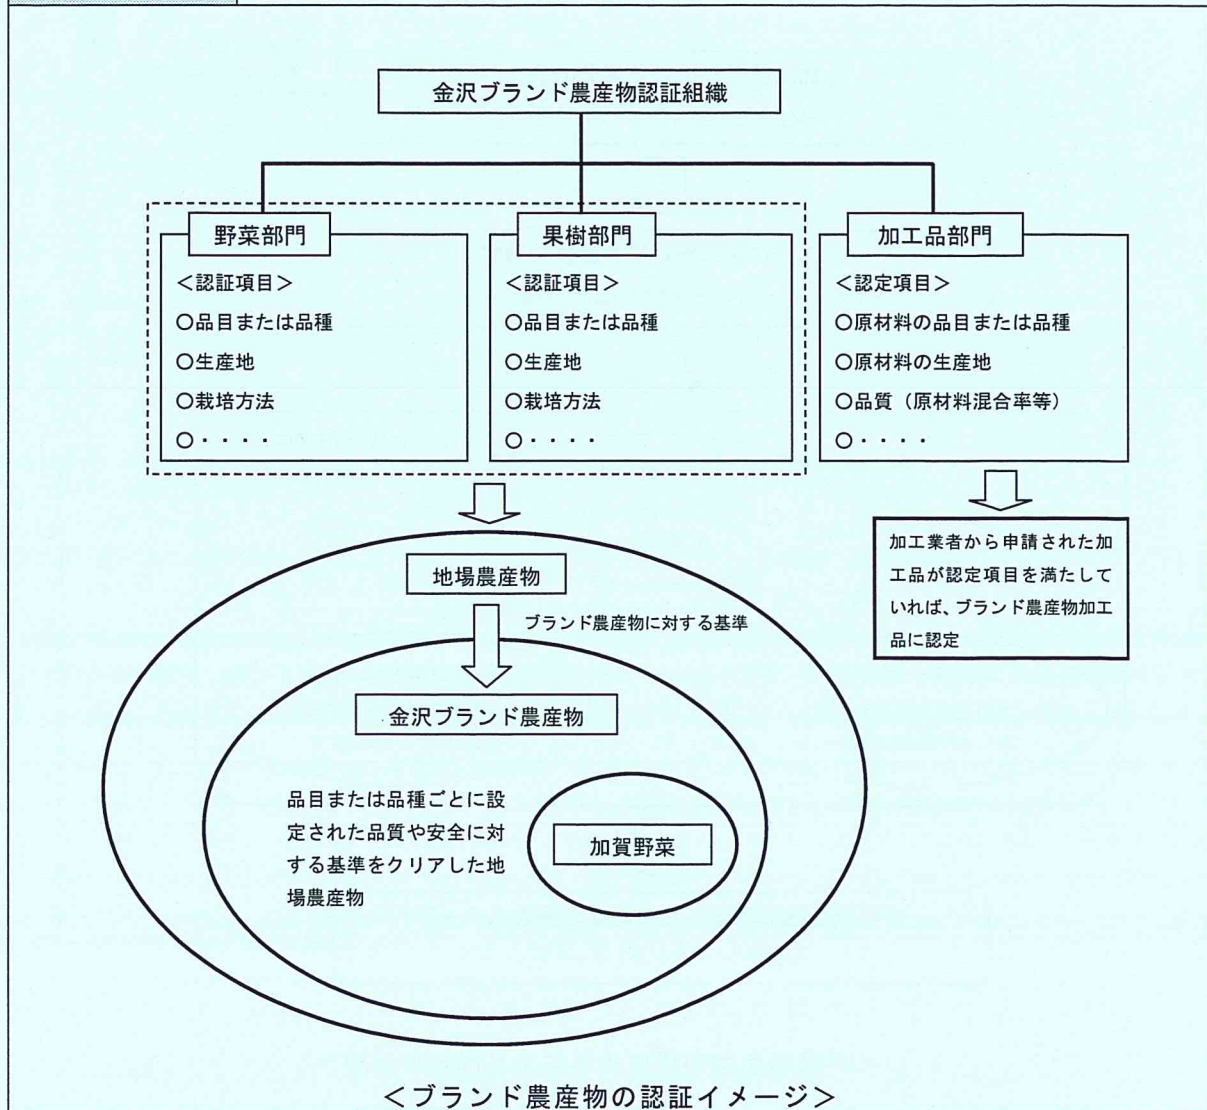 金沢ブランド農産物認証組織
野菜部門
<認証項目>
○品目または品種
○生産地
○栽培方法
○・・・・
果樹部門
<認証項目>
○品目または品種
○生産地
○栽培方法
○・・・・
加工品部門
<認定項目>
○原材料の品目または品種
○原材料の生産地
○品質（原材料混合率等）
○・・・・
加工業者から申請された加
工品が認定項目を満たして
いれば、ブランド農産物加工
品に認定
地場農産物
ブランド農産物に対する基準
金沢ブランド農産物
品目または品種ごとに設
定された品質や安全に対
する基準をクリアした地
場農産物
加賀野菜
<ブランド農産物の認証イメージ>